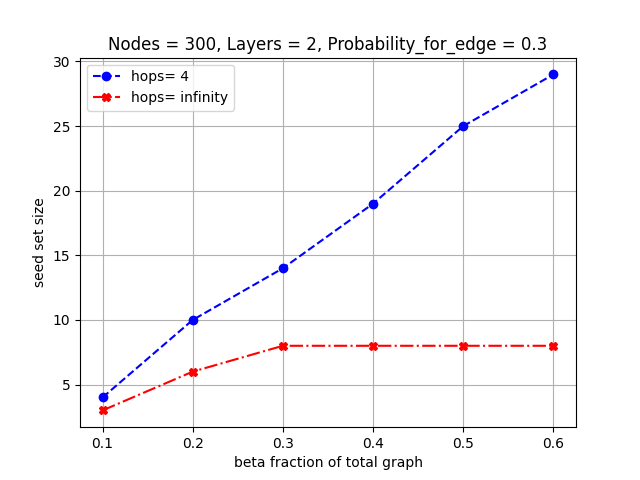 Nodes = 300, Layers = 2, Probability_for_edge = 0.3
hops= 4
hops= infinity
30
25
20
15
10
5
seed set size
0.1 0.2 0.3 0.4 0.5 0.6
beta fraction of total graph